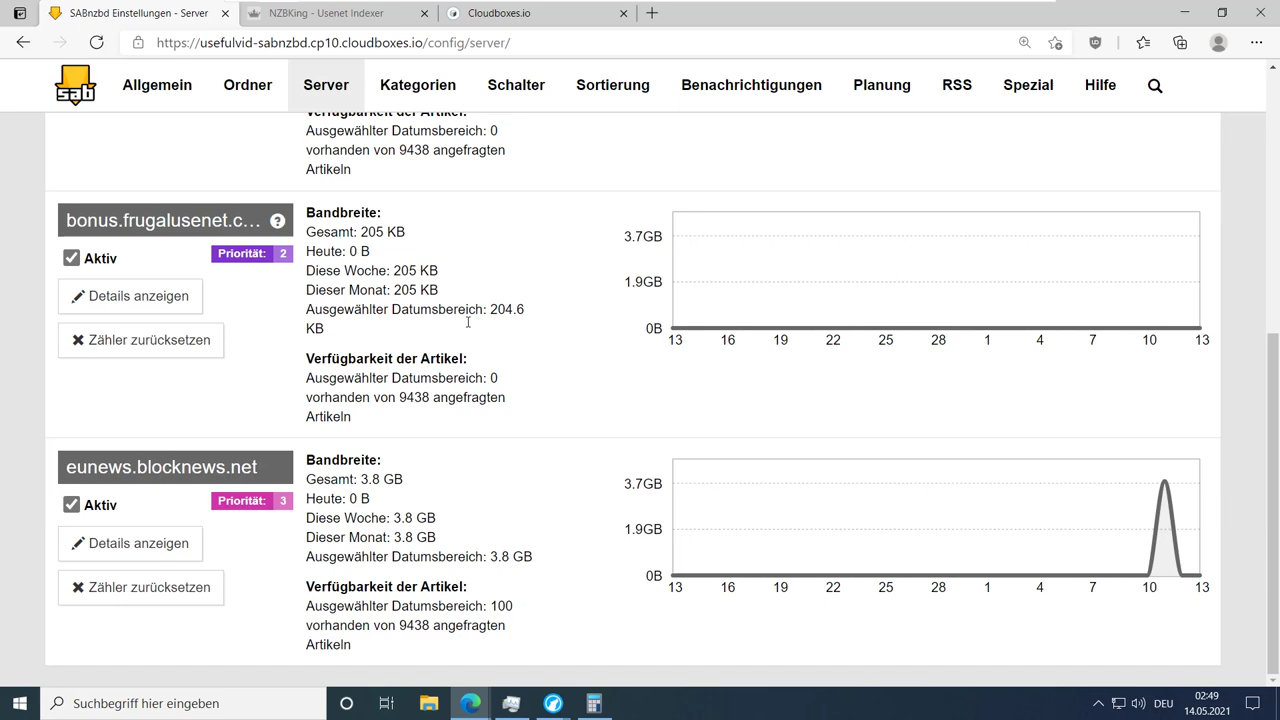 SABnzbd Einstellungen - Server
NZBKing - Usenet Indexer
Cloudboxes.io
https://usefulvid-sabnzbd.cp10.cloudboxes.io/config/server/
sab
Allgemein
Ordner
Server
Kategorien
Schalter
Sortierung
Benachrichtigungen
Planung
RSS
Spezial
Hilfe
Verfügbarkeit der Artikel:
Ausgewählter Datumsbereich: 0
vorhanden von 9438 angefragten
Artikeln
bonus.frugalusenet.c...
?
Aktiv
Priorität: 2
Details anzeigen
Zähler zurücksetzen
Bandbreite:
Gesamt: 205 KB
Heute: 0 B
Diese Woche: 205 KB
Dieser Monat: 205 KB
Ausgewählter Datumsbereich: 204.6
KB
Verfügbarkeit der Artikel:
Ausgewählter Datumsbereich: 0
vorhanden von 9438 angefragten
Artikeln
3.7GB
1.9GB
0B
13 16 19 22 25 28 1 4 7 10 13
eunews.blocknews.net
Aktiv
Priorität: 3
Details anzeigen
Zähler zurücksetzen
Bandbreite:
Gesamt: 3.8 GB
Heute: 0 B
Diese Woche: 3.8 GB
Dieser Monat: 3.8 GB
Ausgewählter Datumsbereich: 3.8 GB
Verfügbarkeit der Artikel:
Ausgewählter Datumsbereich: 100
vorhanden von 9438 angefragten
Artikeln
3.7GB
1.9GB
0B
13 16 19 22 25 28 1 4 7 10 13
Suchbegriff hier eingeben
DEU
02:49
14.05.2021